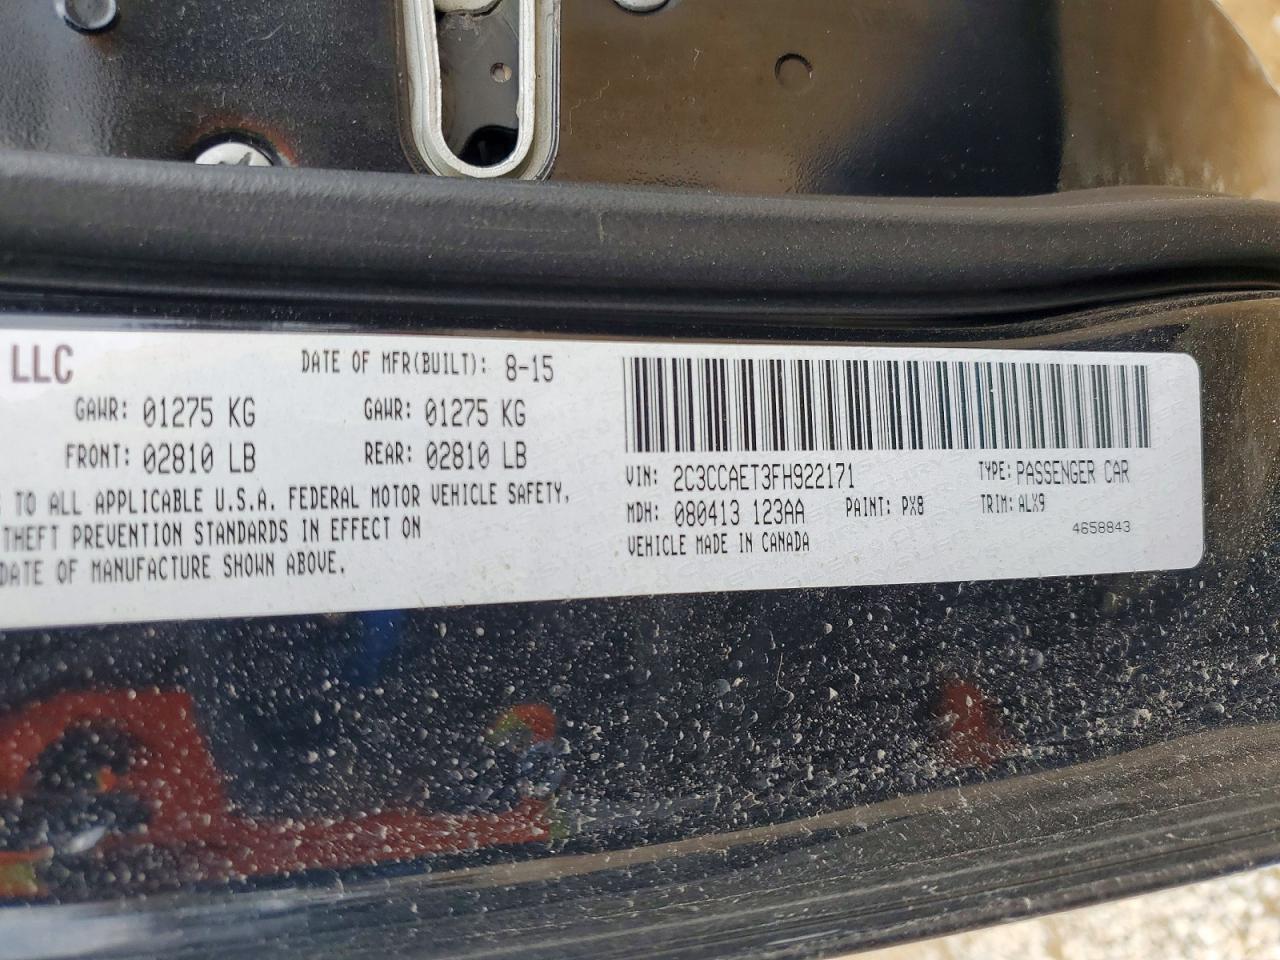 LLC DATE OF MFR(BUILT): 8-15
GAWR: 01275 KG GAWR: 01275 KG
FRONT: 02810 LB REAR: 02810 LB
TO ALL APPLICABLE U.S.A. FEDERAL MOTOR VEHICLE SAFETY,
THEFT PREVENTION STANDARDS IN EFFECT ON
DATE OF MANUFACTURE SHOWN ABOVE.
VIN: 2C3CCAET3FH922171 TYPE: PASSENGER CAR
MDH: 080413 123AA PAINT: PX8 TRIM: ALX9
VEHICLE MADE IN CANADA 4658843